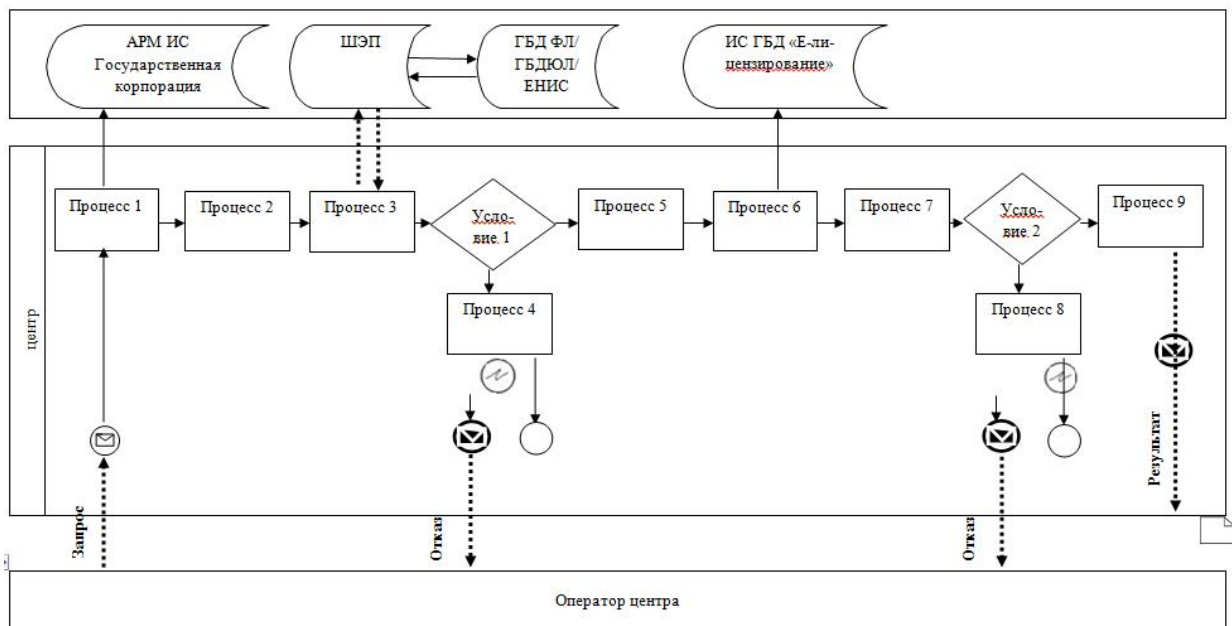 АРМ ИС
Государственная
корпорация
ШЭП
ГБД ФЛ/
ГБДЮЛ/
ЕНИС
ИС ГБД «Е-ли-
цензирование»
Процесс 1
Процесс 2
Процесс 3
Усло-
вие. 1
Процесс 5
Процесс 6
Процесс 7
Усло-
вие. 2
Процесс 9
Процесс 4
Процесс 8
центр
Запрос
Отказ
Отказ
Результат
Оператор центра